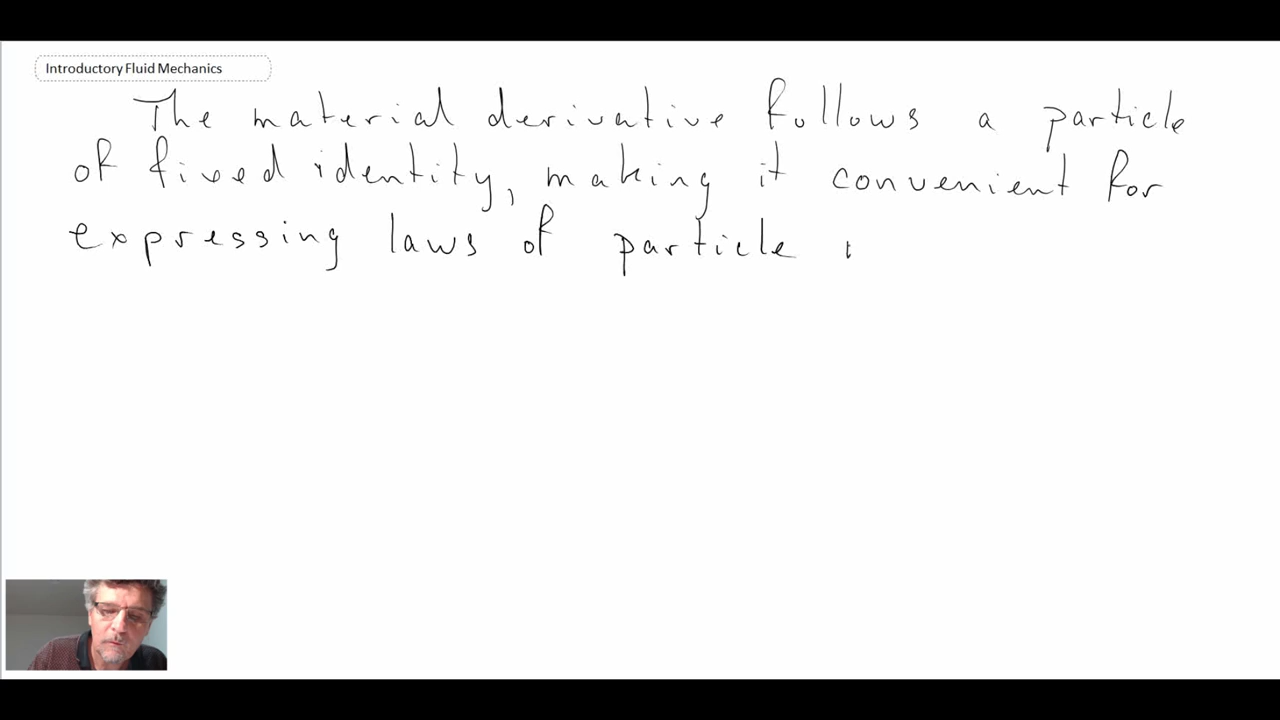 Introductory Fluid Mechanics
The material derivative follows a particle
of fixed identity, making it convenient for
expressing laws of particle